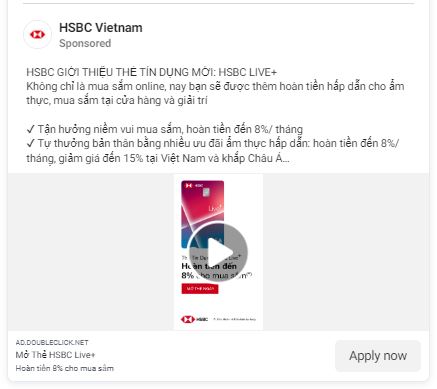 HSBC Vietnam
Sponsored
HSBC GIỚI THIỆU THẺ TÍN DỤNG MỚI: HSBC LIVE+
Không chỉ là mua sắm online, nay bạn sẽ được thêm hoàn tiền hấp dẫn cho ẩm
thực, mua sắm tại cửa hàng và giải trí
✓ Tận hưởng niềm vui mua sắm, hoàn tiền đến 8%/ tháng
✓ Tự thưởng bản thân bằng nhiều ưu đãi ẩm thực hấp dẫn: hoàn tiền đến 8%/
tháng, giảm giá đến 15% tại Việt Nam và khắp Châu Á...
HSBC
Live+
Hoàn tiền đến
8% cho mua sắm
MỞ THẺ NGAY
HSBC
AD.DOUBLECLICK.NET
Mở Thẻ HSBC Live+
Hoàn tiền 8% cho mua sắm
Apply now